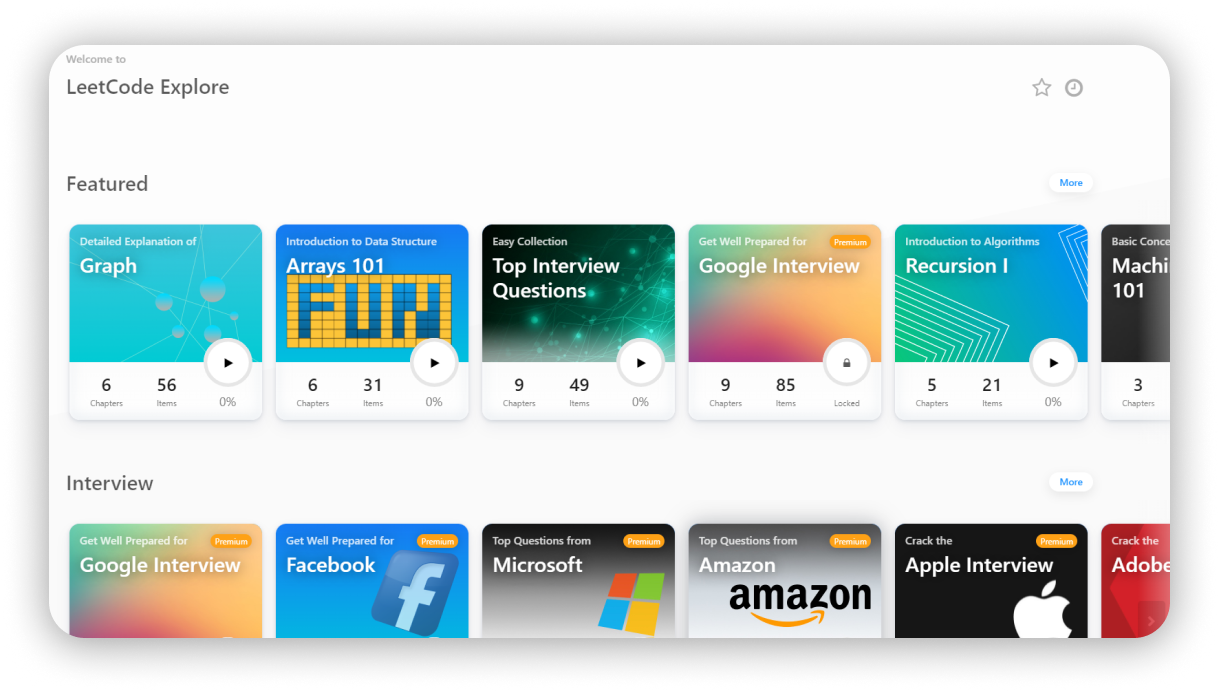 Welcome to
LeetCode Explore
Featured
More
Detailed Explanation of
Graph
6
Chapters
56
Items
0%
Introduction to Data Structure
Arrays 101
FUN
6
Chapters
31
Items
0%
Easy Collection
Top Interview
Questions
9
Chapters
49
Items
0%
Get Well Prepared for
Premium
Google Interview
9
Chapters
85
Items
Locked
Introduction to Algorithms
Recursion I
5
Chapters
21
Items
0%
Basic Conce
Machi
101
3
Chapters
Interview
More
Get Well Prepared for
Premium
Google Interview
Get Well Prepared for
Premium
Facebook
f
Top Questions from
Premium
Microsoft
Top Questions from
Premium
Amazon
amazon
Crack the
Premium
Apple Interview
Crack the
Adobe